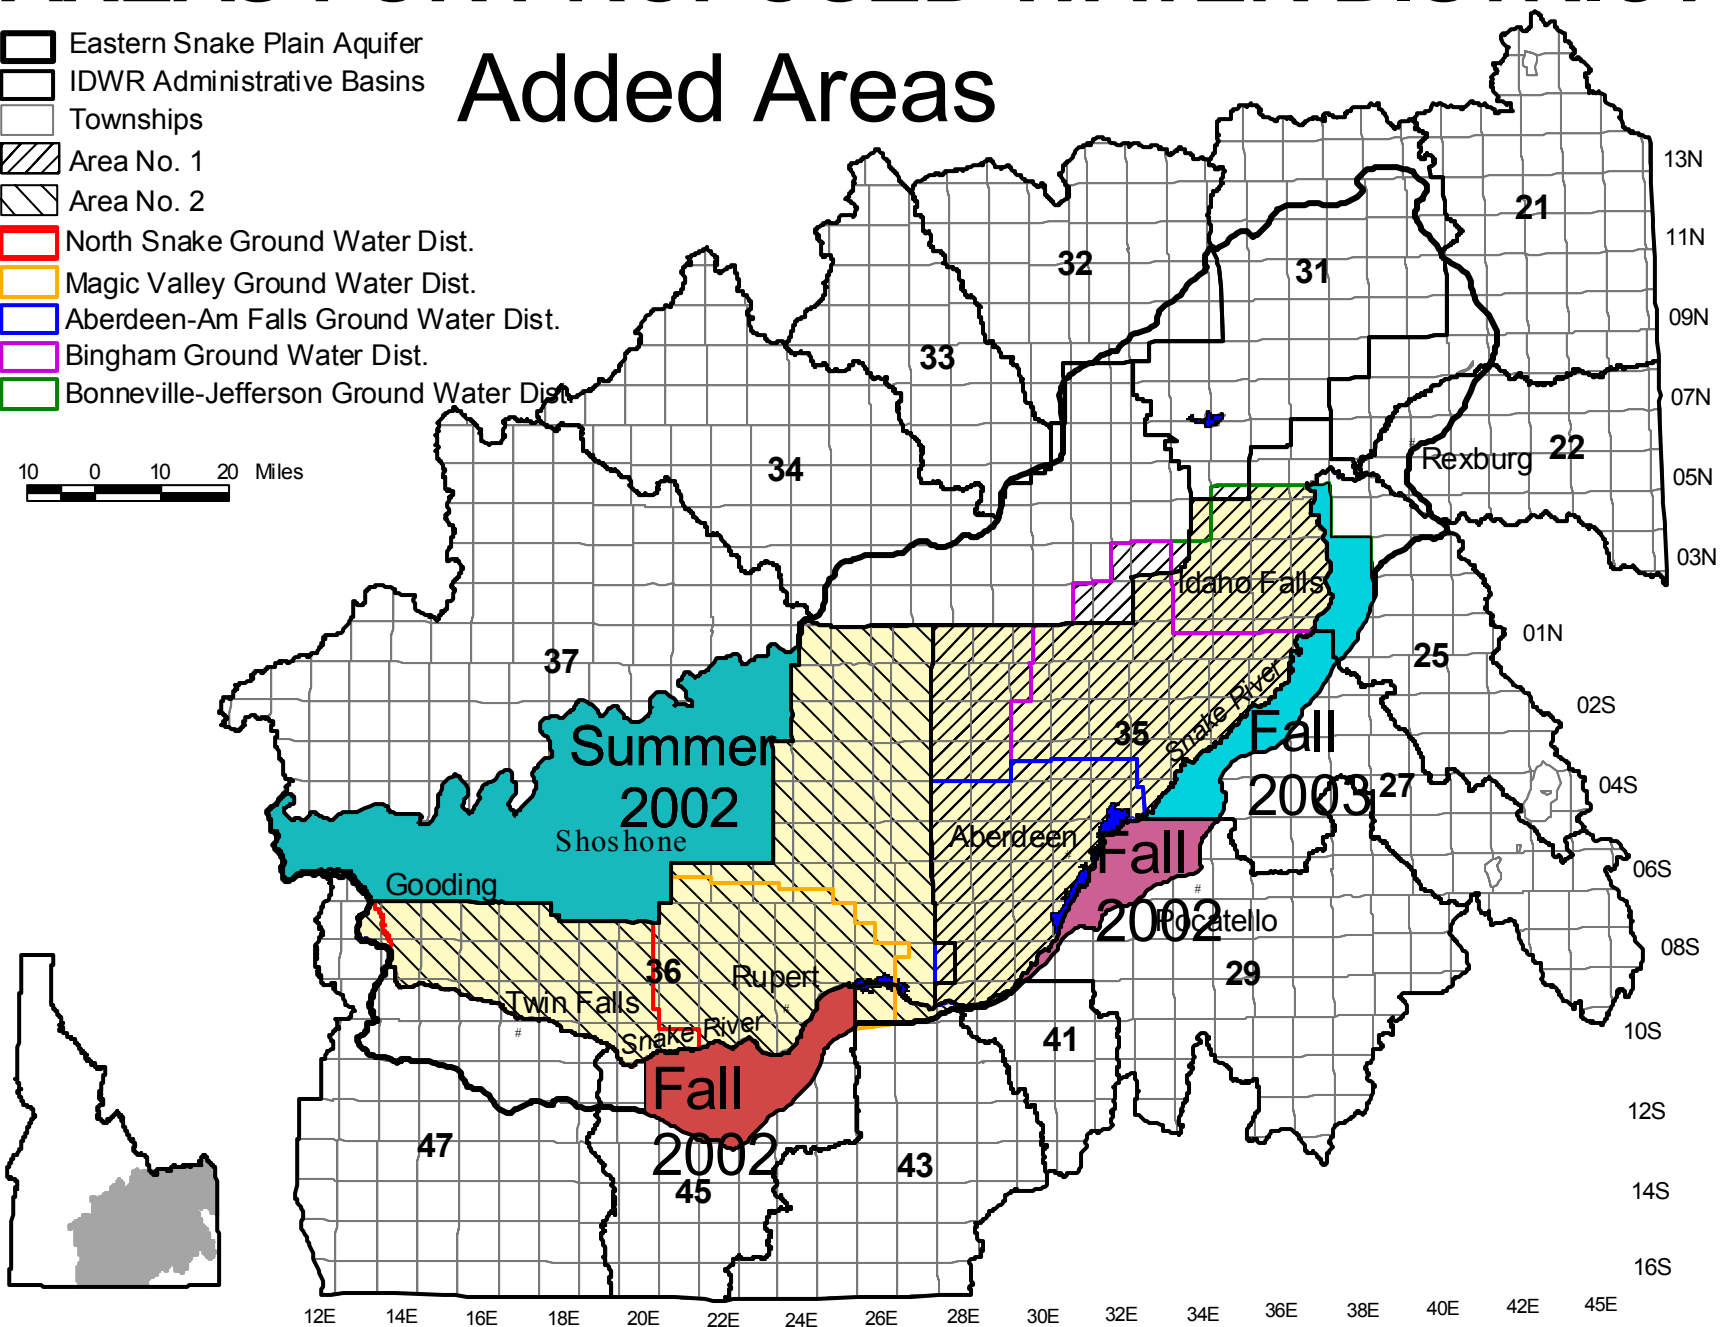 Added Areas
Eastern Snake Plain Aquifer
IDWR Administrative Basins
Townships
Area No. 1
Area No. 2
North Snake Ground Water Dist.
Magic Valley Ground Water Dist.
Aberdeen-Am Falls Ground Water Dist.
Bingham Ground Water Dist.
Bonneville-Jefferson Ground Water Dist.
10 0 10 20 Miles
13N
21
11N
32
31
09N
33
07N
22
Rexburg
34
05N
03N
Idaho Falls
01N
25
37
02S
Snake River
35
Summer
2002
Fall
2003
27
04S
Shoshone
Aberdeen
Fall
2002
06S
Gooding
Pocatello
08S
36
Rupert
29
Twin Falls
Snake River
10S
41
Fall
2002
12S
47
43
45
14S
16S
12E 14E 16E 18E 20E 22E 24E 26E 28E 30E 32E 34E 36E 38E 40E 42E 45E